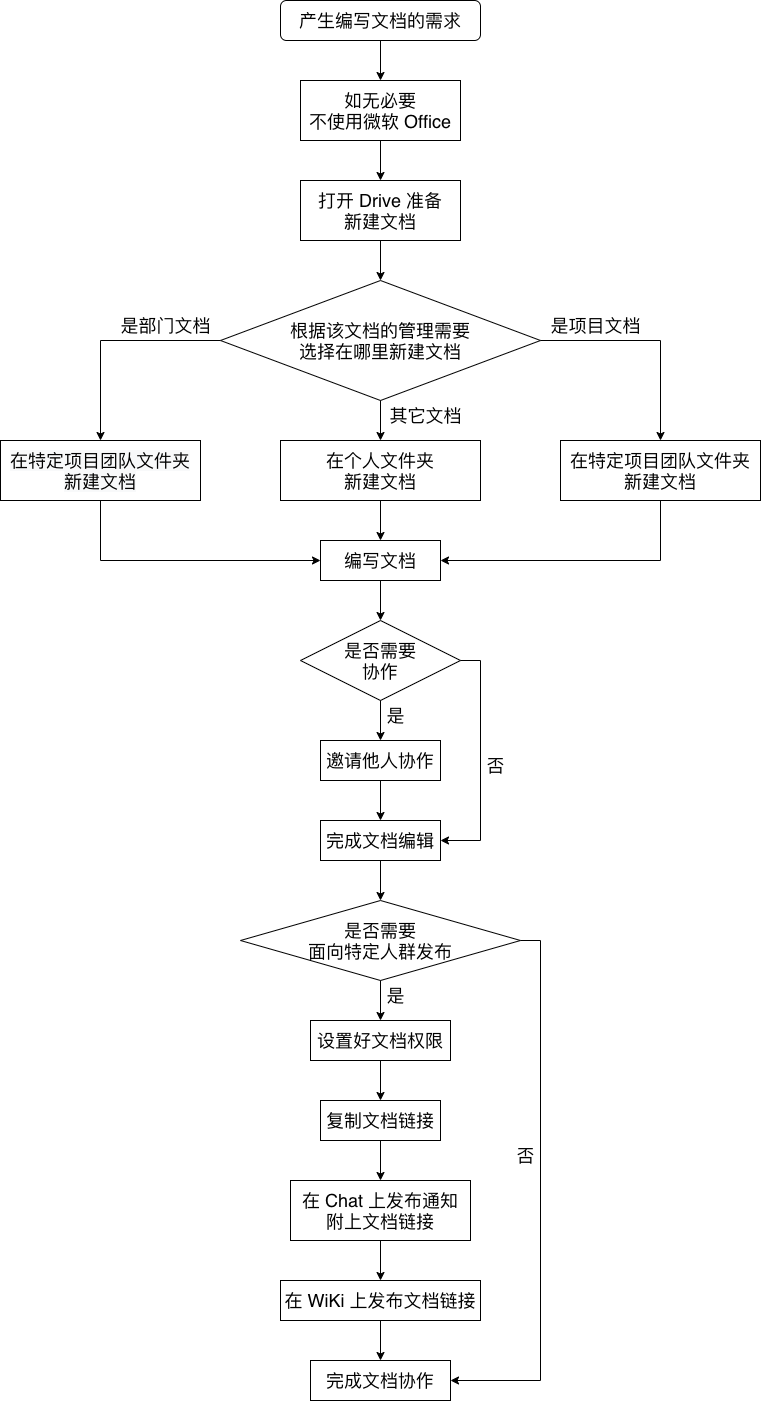 产生编写文档的需求
如无必要
不使用微软 Office
打开 Drive 准备
新建文档
根据该文档的管理需要
选择在哪里新建文档
是部门文档
其它文档
是项目文档
在特定项目团队文件夹
新建文档
在个人文件夹
新建文档
在特定项目团队文件夹
新建文档
编写文档
是否需要
协作
是
否
邀请他人协作
完成文档编辑
是否需要
面向特定人群发布
是
否
设置好文档权限
复制文档链接
在 Chat 上发布通知
附上文档链接
在 WiKi 上发布文档链接
完成文档协作